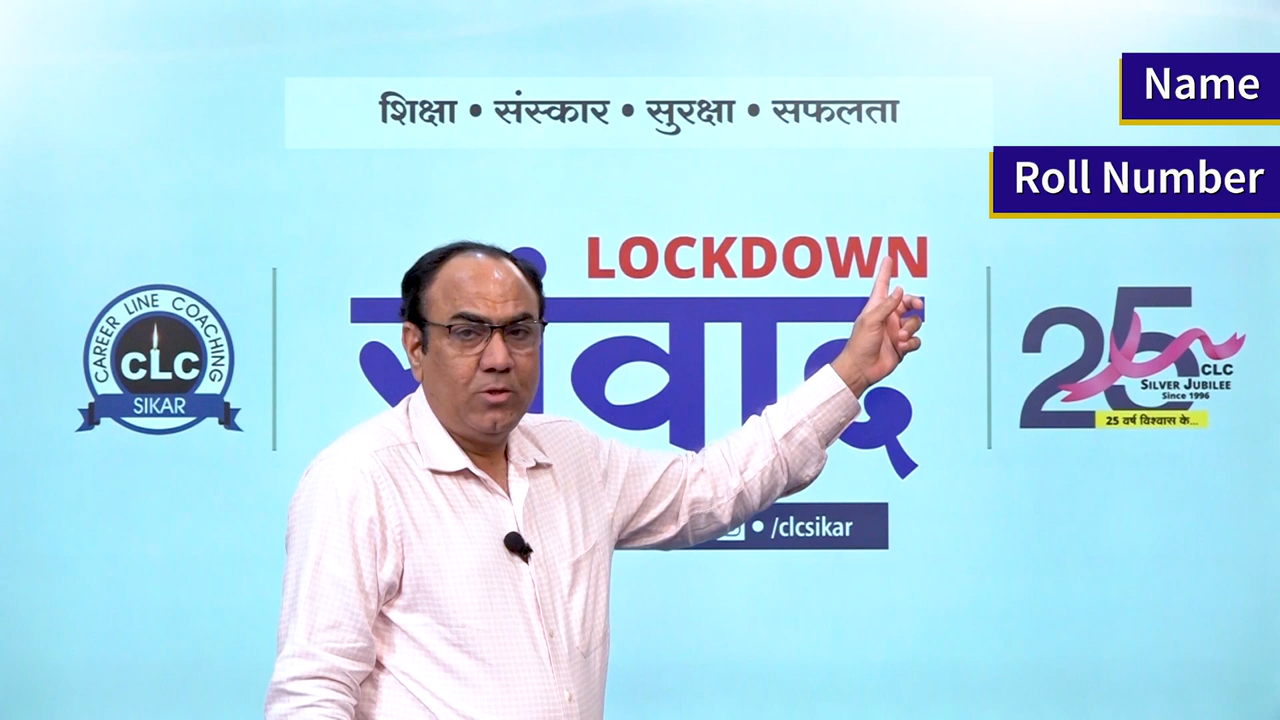 शिक्षा • संस्कार • सुरक्षा • सफलता
Name
Roll Number
LOCKDOWN
संवाद
CAREER LINE COACHING
CLC
SIKAR
25
CLC
SILVER JUBILEE
Since 1996
25 वर्ष विश्वास के...
• /clcsikar